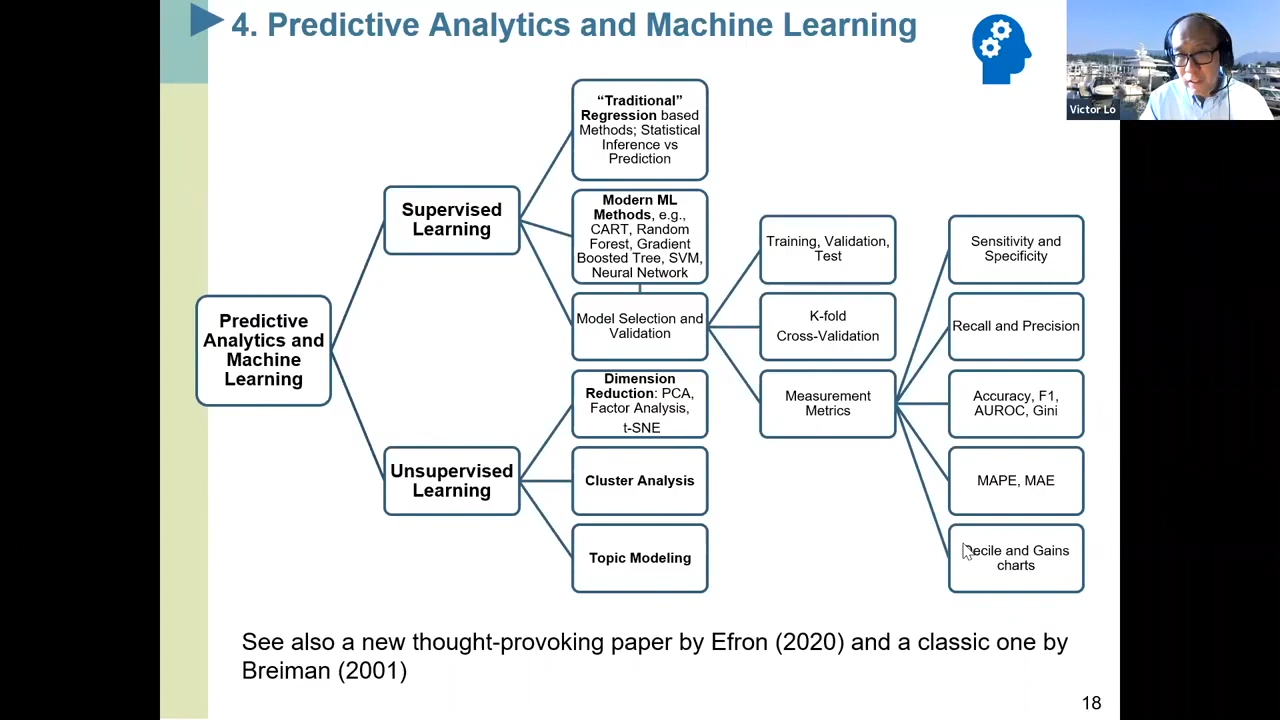 4. Predictive Analytics and Machine Learning
Victor Lo
Predictive
Analytics and
Machine
Learning
Supervised
Learning
“Traditional”
Regression based
Methods; Statistical
Inference vs
Prediction
Modern ML
Methods, e.g.,
CART, Random
Forest, Gradient
Boosted Tree, SVM,
Neural Network
Model Selection and
Validation
Training, Validation,
Test
K-fold
Cross-Validation
Measurement
Metrics
Sensitivity and
Specificity
Recall and Precision
Accuracy, F1,
AUROC, Gini
MAPE, MAE
Decile and Gains
charts
Unsupervised
Learning
Dimension
Reduction: PCA,
Factor Analysis,
t-SNE
Cluster Analysis
Topic Modeling
See also a new thought-provoking paper by Efron (2020) and a classic one by
Breiman (2001)
18